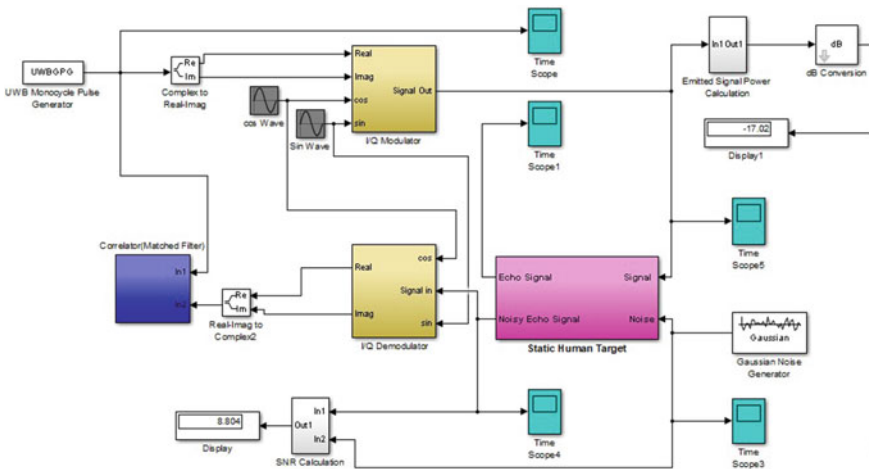 UWBGPG
UWB Monocycle Pulse
Generator
Re
Im
Complex to
Real-Imag
cos Wave
Sin Wave
Real
Imag
cos
sin
Signal Out
I/Q Modulator
Time
Scope
Time
Scope1
In1 Out1
Emitted Signal Power
Calculation
dB
dB Conversion
-17.02
Display1
Time
Scope5
Correlator(Matched Filter)
In1
In2
Re
Im
Real-Imag to
Complex2
Real
Imag
cos
Signal in
sin
I/Q Demodulator
Echo Signal
Noisy Echo Signal
Signal
Noise
Static Human Target
Gaussian
Gaussian Noise
Generator
8.804
Display
Out1
In1
In2
SNR Calculation
Time
Scope4
Time
Scope3